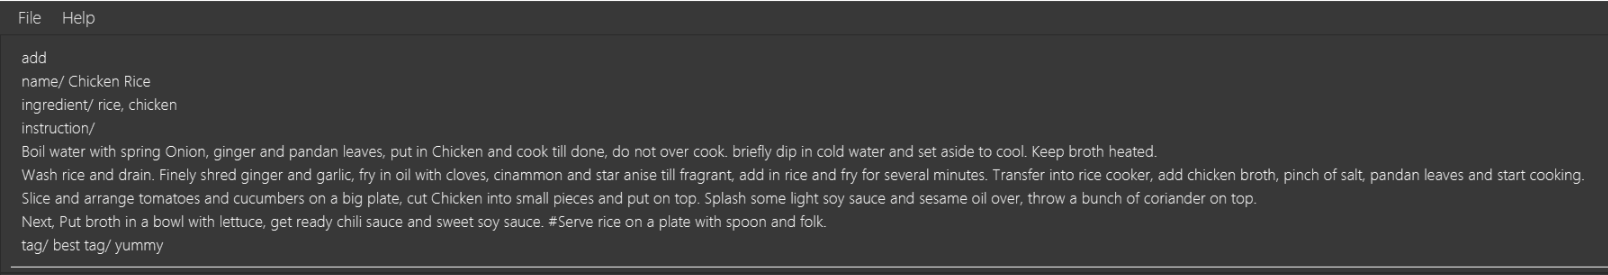 File Help
add
name/ Chicken Rice
ingredient/ rice, chicken
instruction/
Boil water with spring Onion, ginger and pandan leaves, put in Chicken and cook till done, do not over cook. briefly dip in cold water and set aside to cool. Keep broth heated.
Wash rice and drain. Finely shred ginger and garlic, fry in oil with cloves, cinammon and star anise till fragrant, add in rice and fry for several minutes. Transfer into rice cooker, add chicken broth, pinch of salt, pandan leaves and start cooking.
Slice and arrange tomatoes and cucumbers on a big plate, cut Chicken into small pieces and put on top. Splash some light soy sauce and sesame oil over, throw a bunch of coriander on top.
Next, Put broth in a bowl with lettuce, get ready chili sauce and sweet soy sauce. #Serve rice on a plate with spoon and folk.
tag/ best tag/ yummy